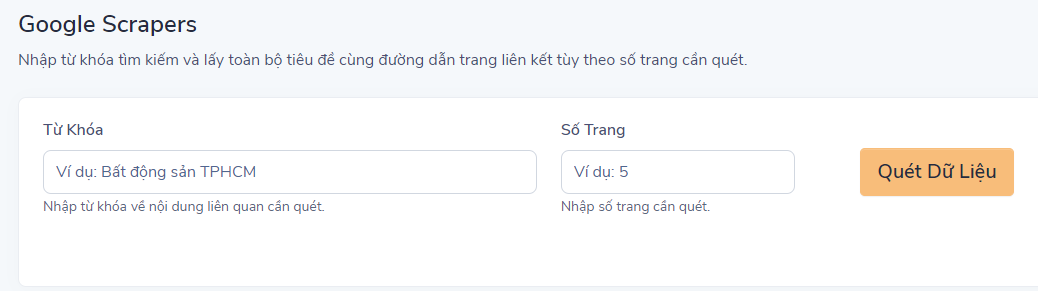 Google Scrapers
Nhập từ khóa tìm kiếm và lấy toàn bộ tiêu đề cùng đường dẫn trang liên kết tùy theo số trang cần quét.
Từ Khóa
Ví dụ: Bất động sản TPHCM
Nhập từ khóa về nội dung liên quan cần quét.
Số Trang
Ví dụ: 5
Nhập số trang cần quét.
Quét Dữ Liệu